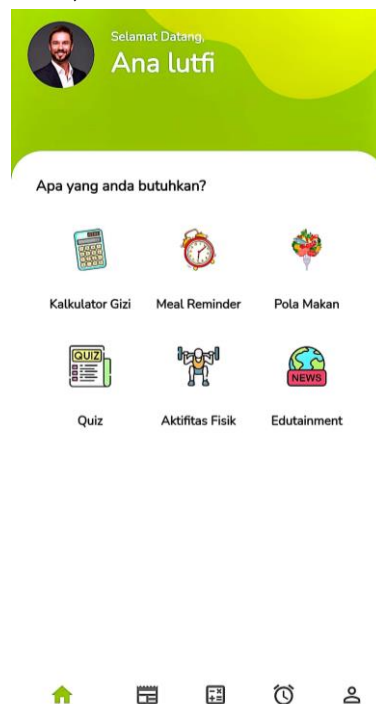 Selamat Datang,
Ana lutfi
Apa yang anda butuhkan?
Kalkulator Gizi Meal Reminder Pola Makan
QUIZ
NEWS
Quiz Aktifitas Fisik Edutainment